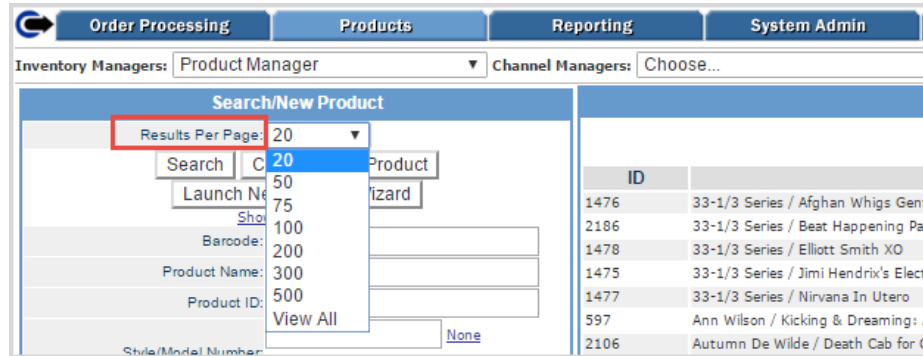 Order Processing Products Reporting System Admin
Inventory Managers: Product Manager Channel Managers: Choose...
Search/New Product
Results Per Page: 20
Search Product
20
50
75
100
200
300
500
View All
Launch
Barcode:
Product Name:
Product ID:
None
Style/Model Number:
ID
1476 33-1/3 Series / Afghan Whigs
2186 33-1/3 Series / Beat Happening
1478 33-1/3 Series / Elliott Smith XO
1475 33-1/3 Series / Jimi Hendrix's
1477 33-1/3 Series / Nirvana In Utero
597 Ann Wilson / Kicking & Dreaming:
2106 Autumn De Wilde / Death Cab for